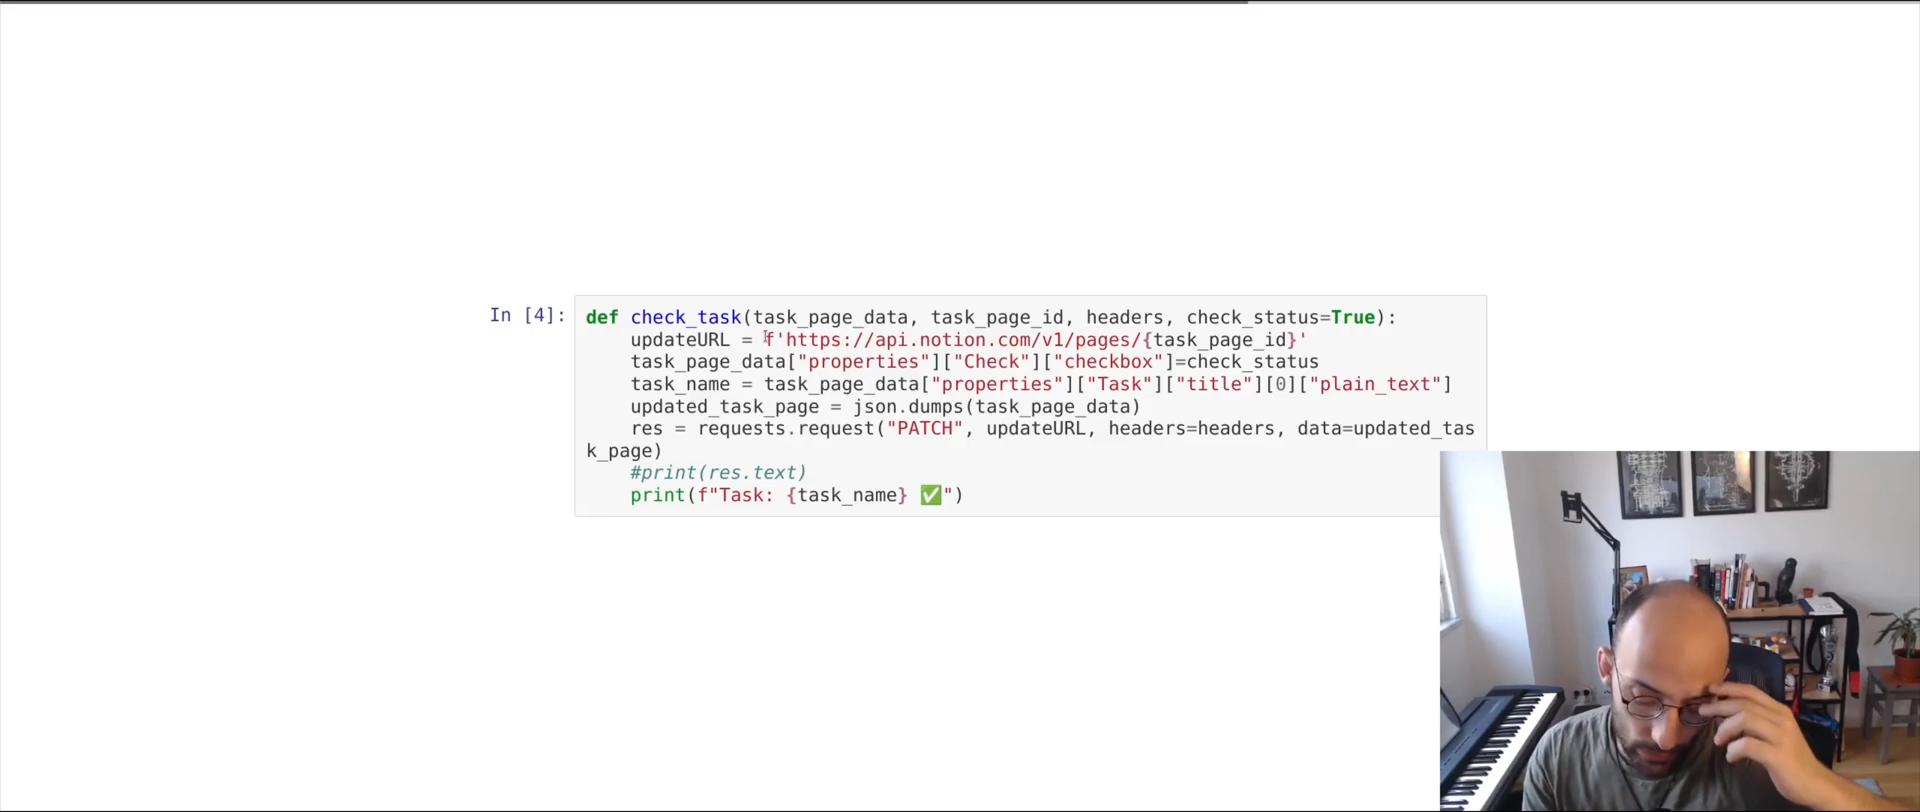 In [4]:
def check_task(task_page_data, task_page_id, headers, check_status=True):
    updateURL = f'https://api.notion.com/v1/pages/{task_page_id}'
    task_page_data["properties"]["Check"]["checkbox"]=check_status
    task_name = task_page_data["properties"]["Task"]["title"][0]["plain_text"]
    updated_task_page = json.dumps(task_page_data)
    res = requests.request("PATCH", updateURL, headers=headers, data=updated_tas
k_page)
    #print(res.text)
    print(f"Task: {task_name} ✅")